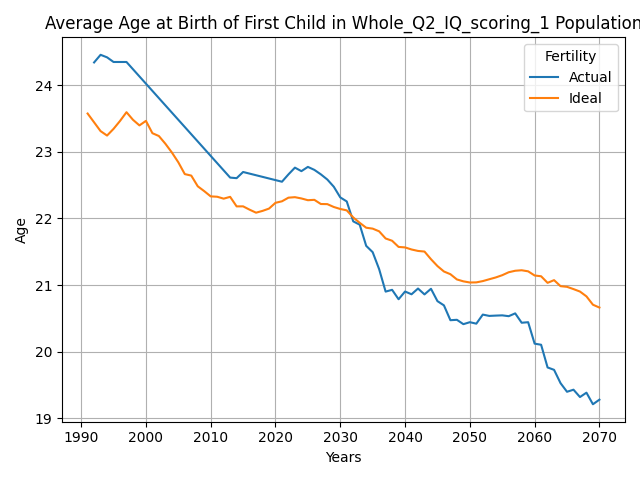 Average Age at Birth of First Child in Whole_Q2_IQ_scoring_1 Population
Fertility
Actual
Ideal
24
23
22
21
20
19
Age
1990 2000 2010 2020 2030 2040 2050 2060 2070
Years